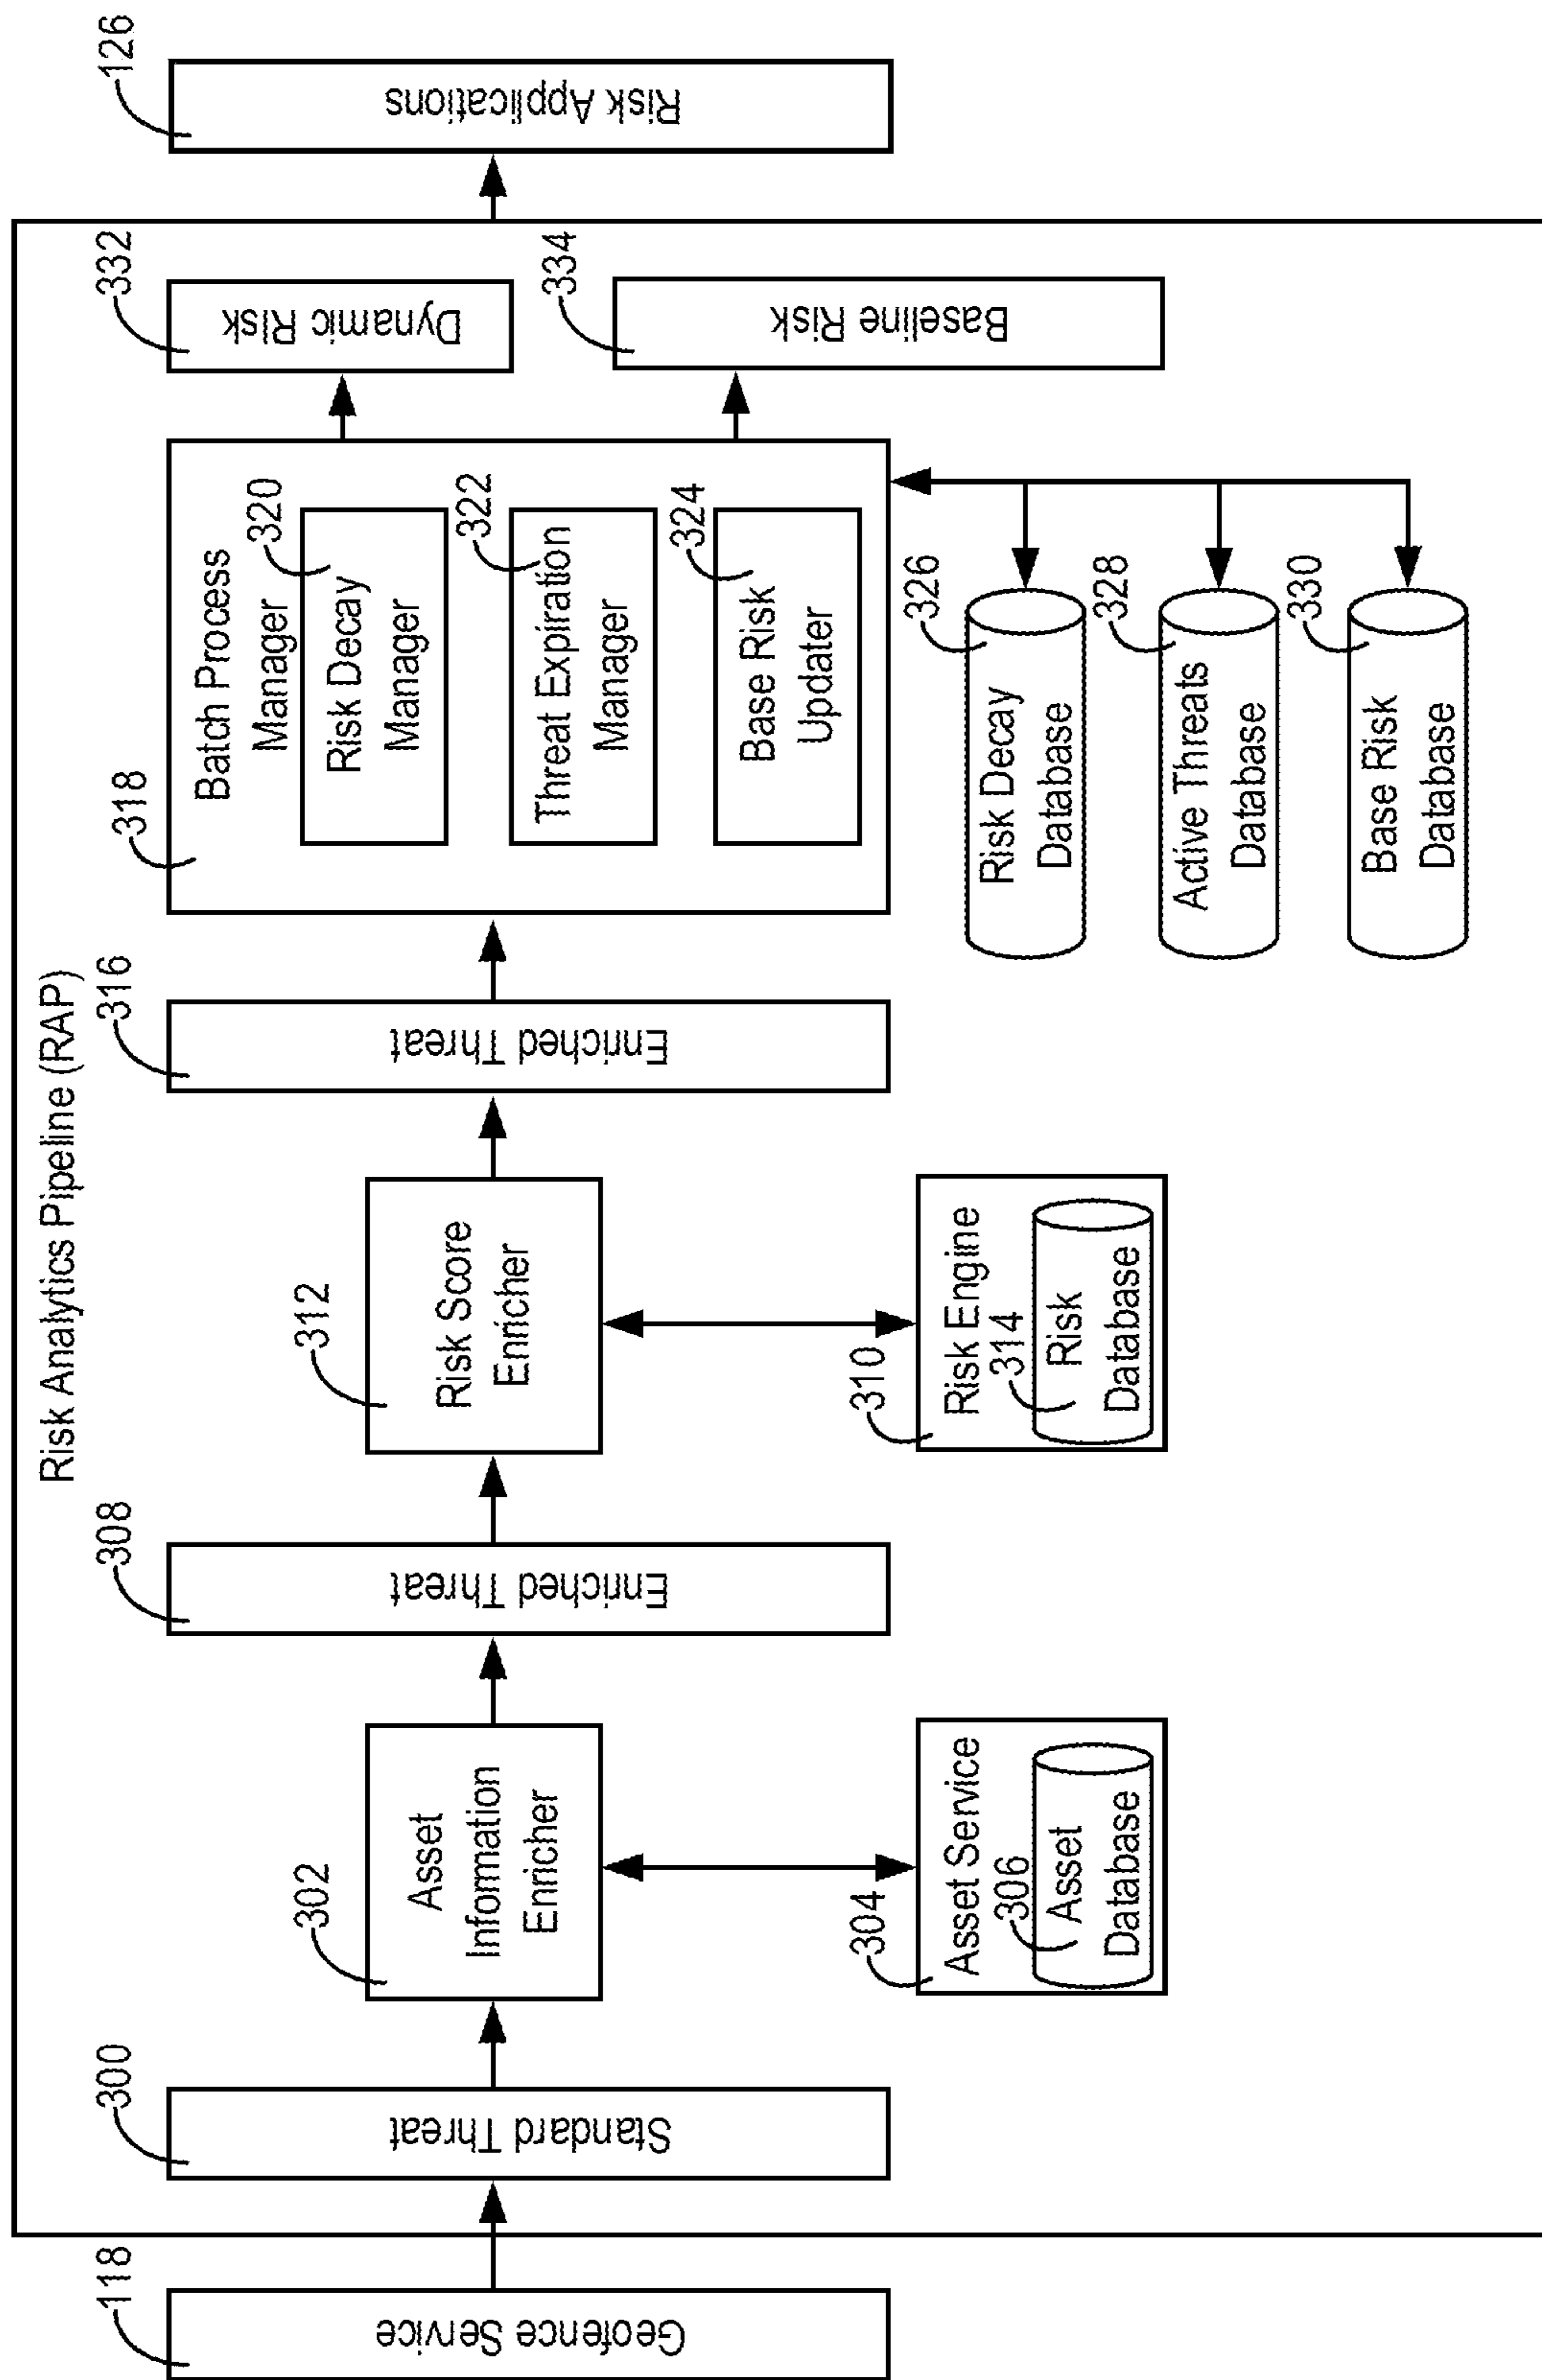 Risk Analytics Pipeline (RAP)
118
Geofence Service
300
Standard Threat
302
Asset
Information
Enricher
304
Asset Service
306
Asset
Database
308
Enriched Threat
312
Risk Score
Enricher
310
Risk Engine
314
Risk
Database
316
Enriched Threat
318
Batch Process
Manager
320
Risk Decay
Manager
322
Threat Expiration
Manager
324
Base Risk
Updater
326
Risk Decay
Database
328
Active Threats
Database
330
Base Risk
Database
332
Dynamic Risk
334
Baseline Risk
126
Risk Applications